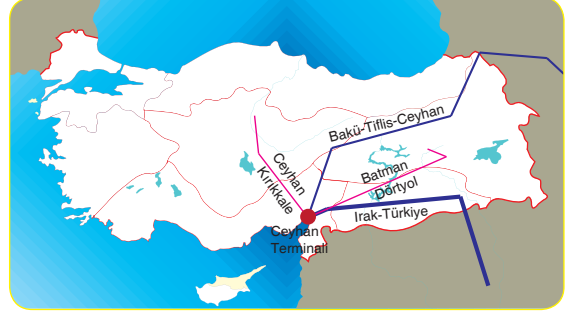 Bakü-Tiflis-Ceyhan
Ceyhan
Kırıkkale
Batman
Dörtyol
Irak-Türkiye
Ceyhan
Terminali